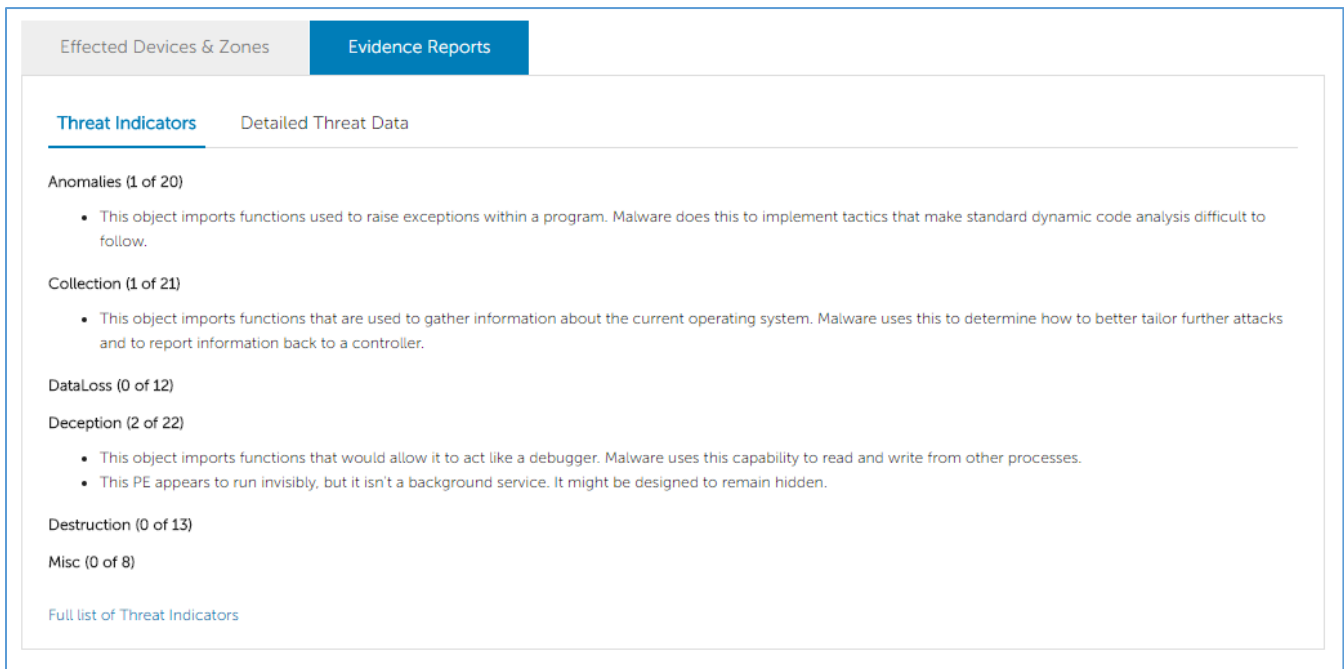 Effected Devices & Zones
Evidence Reports
Threat Indicators
Detailed Threat Data
Anomalies (1 of 20)
• This object imports functions used to raise exceptions within a program. Malware does this to implement tactics that make standard dynamic code analysis difficult to
follow.
Collection (1 of 21)
• This object imports functions that are used to gather information about the current operating system. Malware uses this to determine how to better tailor further attacks
and to report information back to a controller.
DataLoss (0 of 12)
Deception (2 of 22)
• This object imports functions that would allow it to act like a debugger. Malware uses this capability to read and write from other processes.
• This PE appears to run invisibly, but it isn't a background service. It might be designed to remain hidden.
Destruction (0 of 13)
Misc (0 of 8)
Full list of Threat Indicators